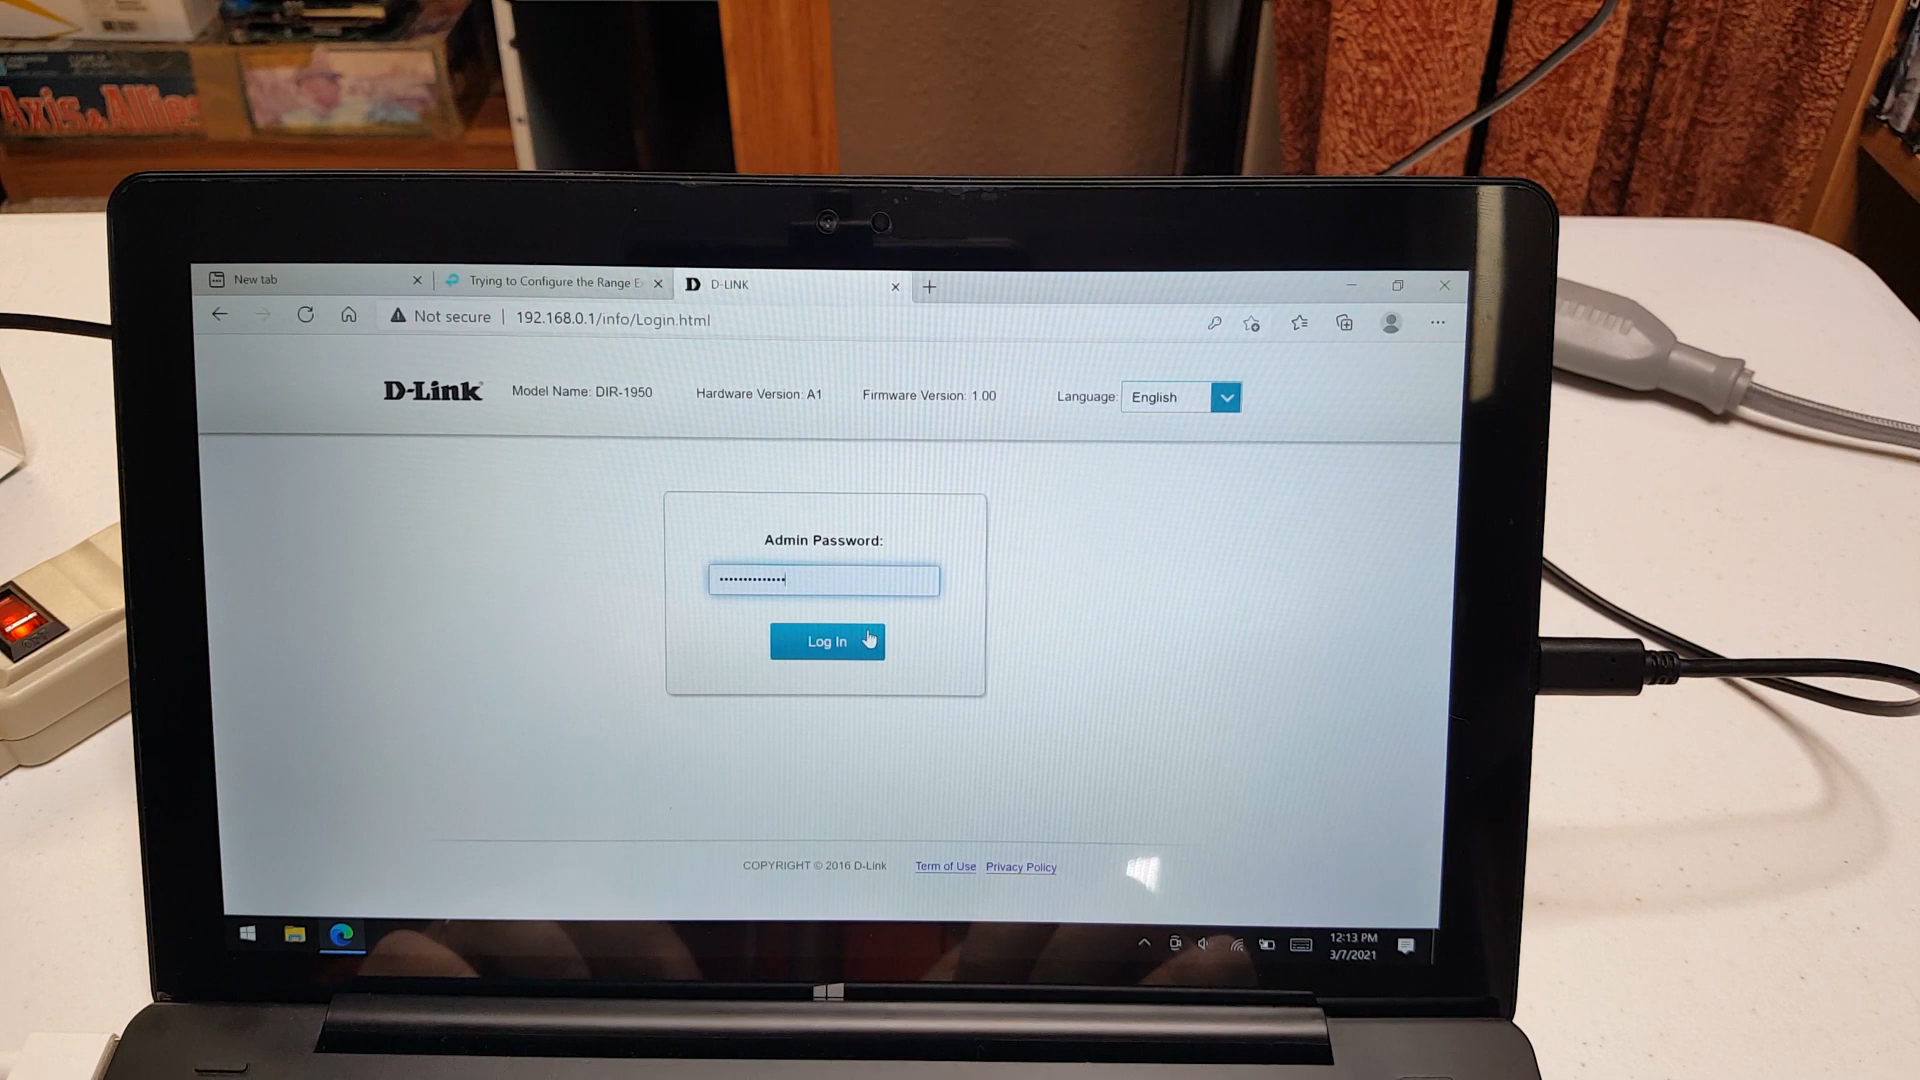 Axis & Allies
New tab
Trying to Configure the Range E
D-LINK
Not secure
192.168.0.1/info/Login.html
D-Link
Model Name: DIR-1950
Hardware Version: A1
Firmware Version: 1.00
Language:
English
Admin Password:
••••••••••••••
Log In
COPYRIGHT © 2016 D-Link
Term of Use
Privacy Policy
12:13 PM
3/7/2021